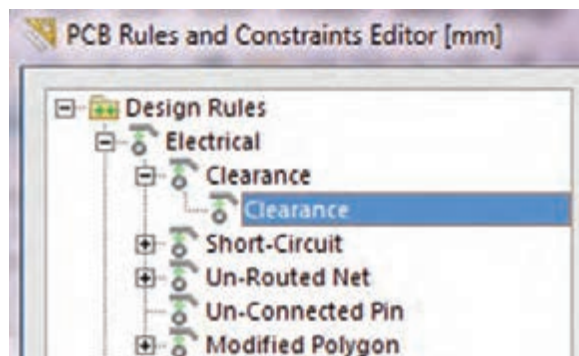 PCB Rules and Constraints Editor [mm]
Design Rules
Electrical
Clearance
Clearance
Short-Circuit
Un-Routed Net
Un-Connected Pin
Modified Polygon